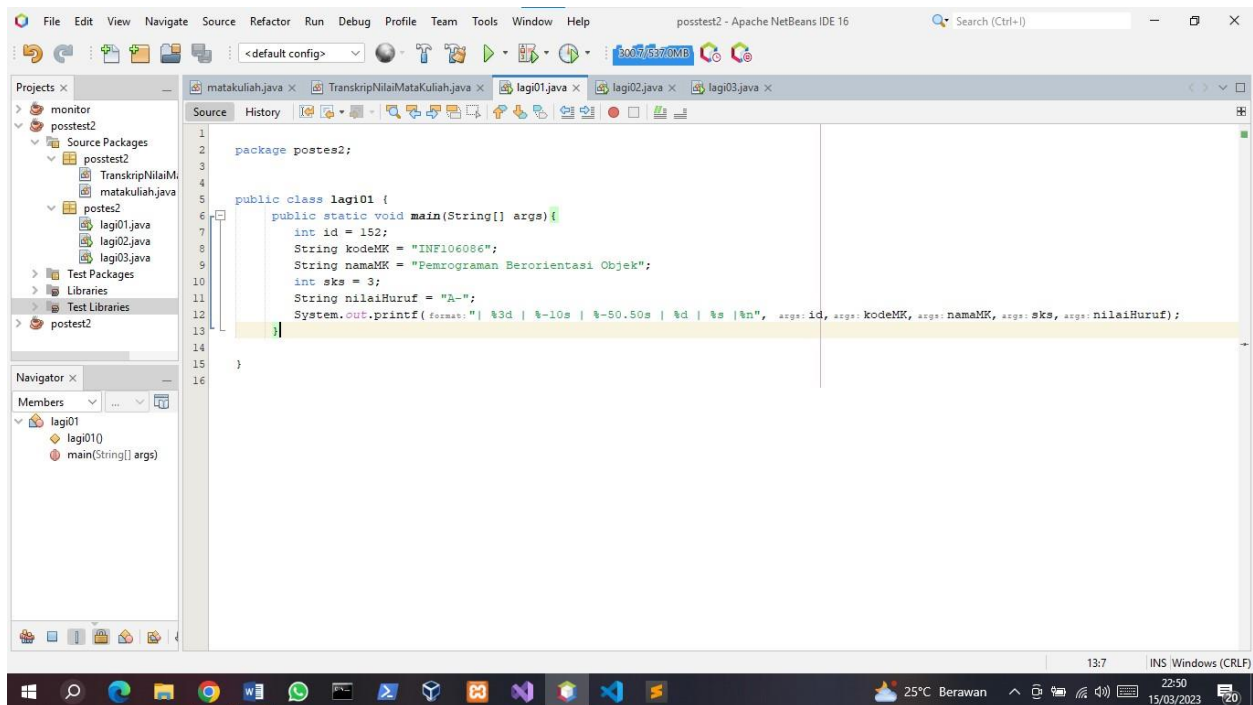 File Edit View Navigate Source Refactor Run Debug Profile Team Tools Window Help posstest2 - Apache NetBeans IDE 16 Search (Ctrl+I)
<default config> 300.7/537.0MB
Projects
matakuliah.java TranskripNilaiMataKuliah.java lagi01.java lagi02.java lagi03.java
Source History
monitor
posstest2
Source Packages
posstest2
TranskripNilaiMa
matakuliah.java
postes2
lagi01.java
lagi02.java
lagi03.java
Test Packages
Libraries
Test Libraries
postest2
Navigator
Members ...
lagi01
lagi01()
main(String[] args)
1
2 package postes2;
3
4
5 public class lagi01 {
6 public static void main(String[] args){
7 int id = 152;
8 String kodeMK = "INF106086";
9 String namaMK = "Pemrograman Berorientasi Objek";
10 int sks = 3;
11 String nilaiHuruf = "A-";
12 System.out.printf( format: "| %3d | %-10s | %-50.50s | %d | %s |%n", args: id, args: kodeMK, args: namaMK, args: sks, args: nilaiHuruf);
13 }
14
15 }
16
13:7 INS Windows (CRLF)
25°C Berawan 22:50
15/03/2023 20